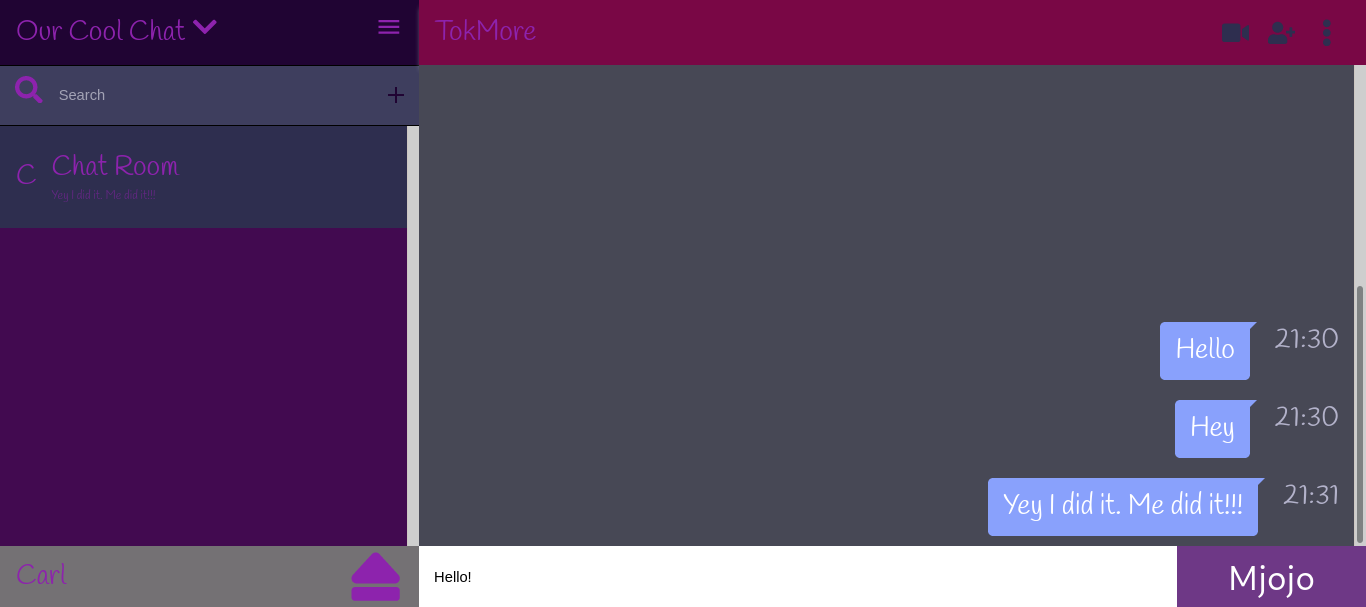 Our Cool Chat
TokMore
Search
C
Chat Room
Yey I did it. Me did it!!!
Hello
21:30
Hey
21:30
Yey I did it. Me did it!!!
21:31
Carl
Hello!
Mjojo